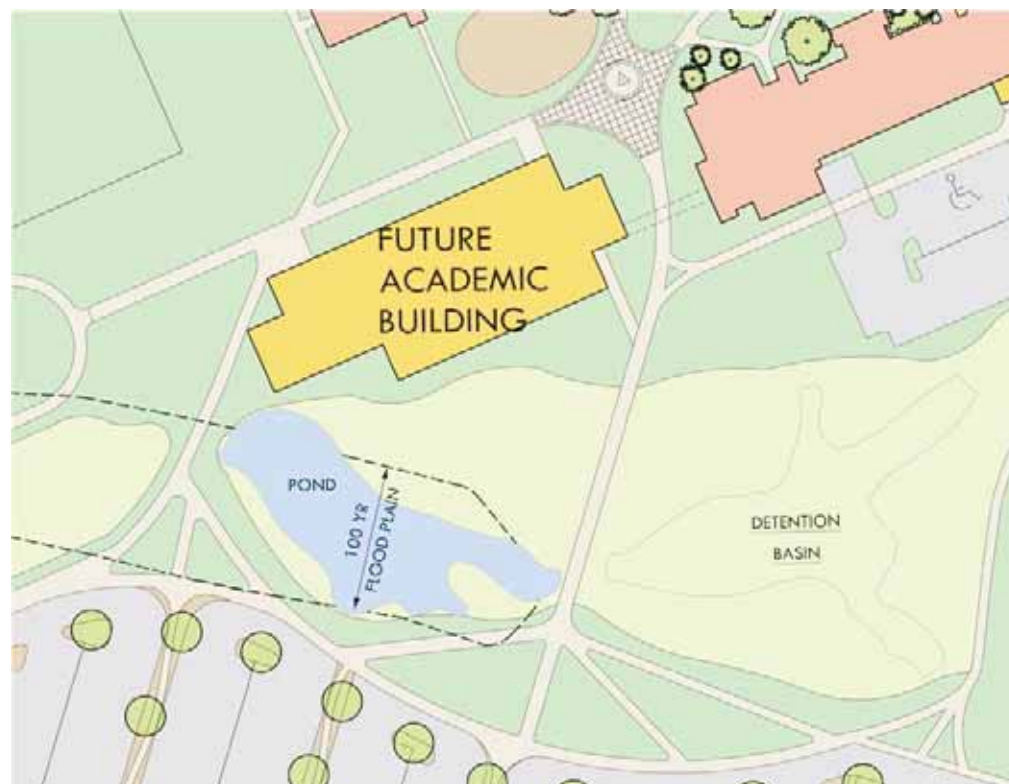 FUTURE
ACADEMIC
BUILDING
POND
100 YR
FLOOD PLAIN
DETENTION
BASIN